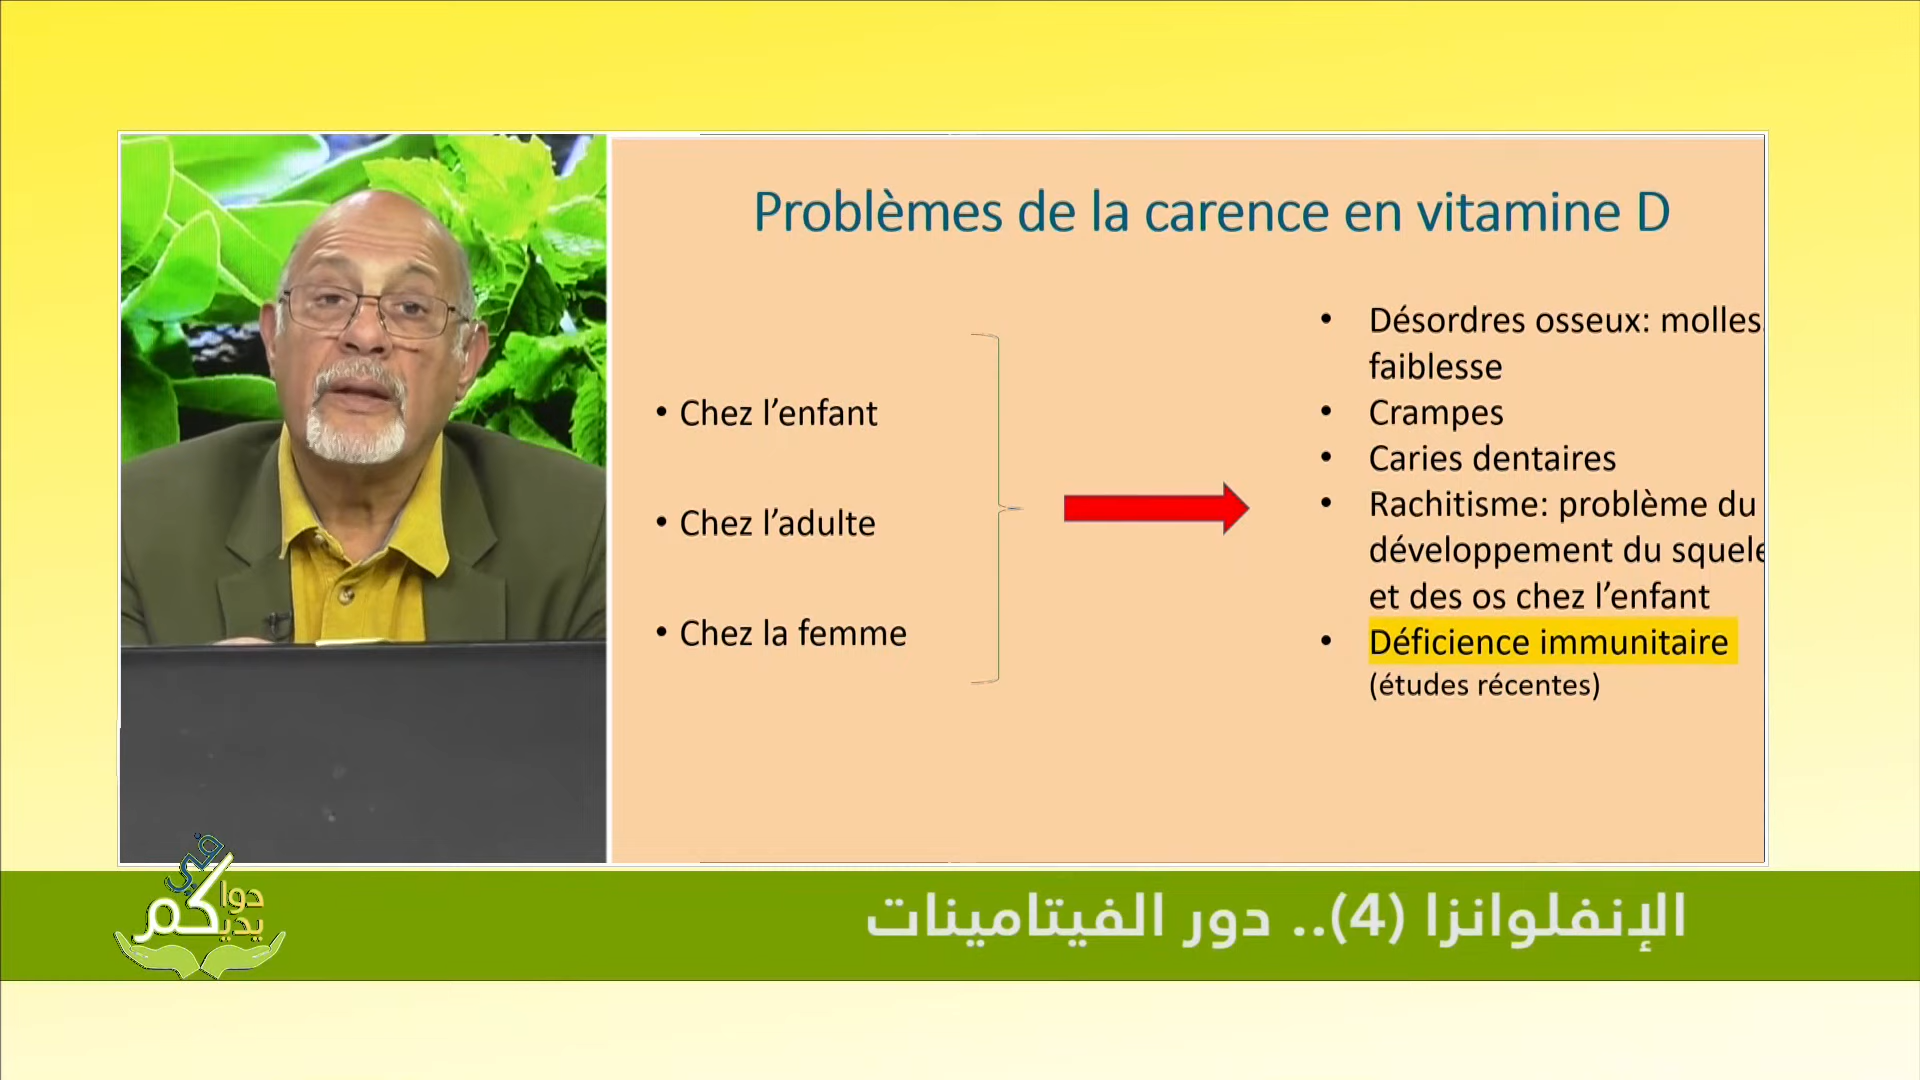 Problèmes de la carence en vitamine D
• Chez l’enfant
• Chez l’adulte
• Chez la femme
• Désordres osseux: molles
faiblesse
• Crampes
• Caries dentaires
• Rachitisme: problème du
développement du squele
et des os chez l’enfant
• Déficience immunitaire
(études récentes)
الإنفلوانزا (4).. دور الفيتامينات
دواكم في يديكم